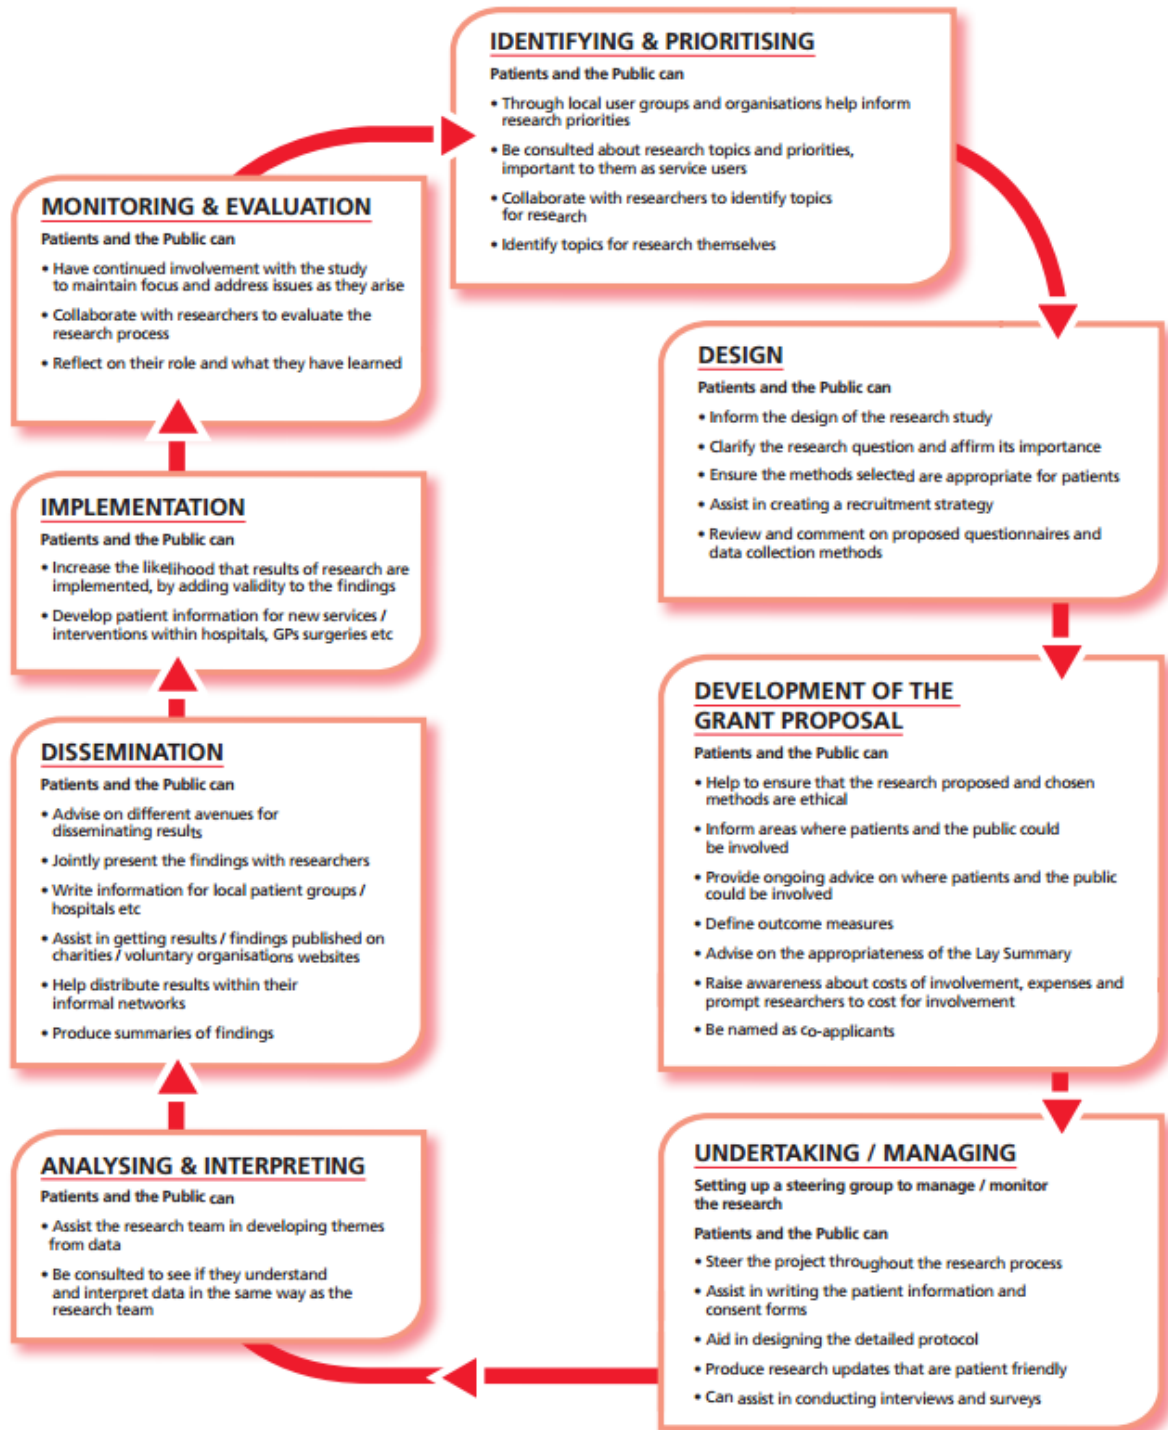 IDENTIFYING & PRIORITISING
Patients and the Public can
• Through local user groups and organisations help inform
research priorities
• Be consulted about research topics and priorities,
important to them as service users
• Collaborate with researchers to identify topics
for research
• Identify topics for research themselves
DESIGN
Patients and the Public can
• Inform the design of the research study
• Clarify the research question and affirm its importance
• Ensure the methods selected are appropriate for patients
• Assist in creating a recruitment strategy
• Review and comment on proposed questionnaires and
data collection methods
DEVELOPMENT OF THE
GRANT PROPOSAL
Patients and the Public can
• Help to ensure that the research proposed and chosen
methods are ethical
• Inform areas where patients and the public could
be involved
• Provide ongoing advice on where patients and the public
could be involved
• Define outcome measures
• Advise on the appropriateness of the Lay Summary
• Raise awareness about costs of involvement, expenses and
prompt researchers to cost for involvement
• Be named as co-applicants
UNDERTAKING / MANAGING
Setting up a steering group to manage / monitor
the research
Patients and the Public can
• Steer the project throughout the research process
• Assist in writing the patient information and
consent forms
• Aid in designing the detailed protocol
• Produce research updates that are patient friendly
• Can assist in conducting interviews and surveys
ANALYSING & INTERPRETING
Patients and the Public can
• Assist the research team in developing themes
from data
• Be consulted to see if they understand
and interpret data in the same way as the
research team
DISSEMINATION
Patients and the Public can
• Advise on different avenues for
disseminating results
• Jointly present the findings with researchers
• Write information for local patient groups /
hospitals etc
• Assist in getting results / findings published on
charities / voluntary organisations websites
• Help distribute results within their
informal networks
• Produce summaries of findings
IMPLEMENTATION
Patients and the Public can
• Increase the likelihood that results of research are
implemented, by adding validity to the findings
• Develop patient information for new services /
interventions within hospitals, GPs surgeries etc
MONITORING & EVALUATION
Patients and the Public can
• Have continued involvement with the study
to maintain focus and address issues as they arise
• Collaborate with researchers to evaluate the
research process
• Reflect on their role and what they have learned